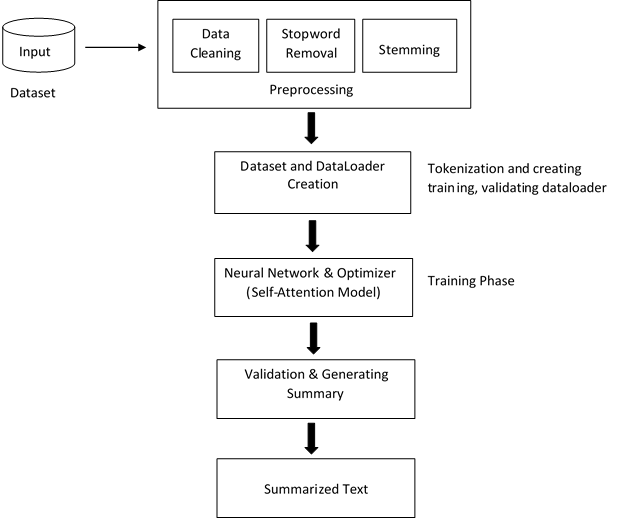 Input
Dataset
Data
Cleaning
Stopword
Removal
Stemming
Preprocessing
Dataset and DataLoader
Creation
Tokenization and creating
training, validating dataloader
Neural Network & Optimizer
(Self-Attention Model)
Training Phase
Validation & Generating
Summary
Summarized Text